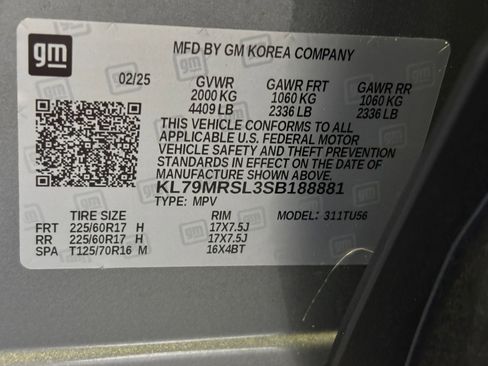 gm
MFD BY GM KOREA COMPANY
02/25 GVWR GAWR FRT GAWR RR
2000 KG 1060 KG 1060 KG
4409 LB 2336 LB 2336 LB
THIS VEHICLE CONFORMS TO ALL
APPLICABLE U.S. FEDERAL MOTOR
VEHICLE SAFETY AND THEFT PREVENTION
STANDARDS IN EFFECT ON THE DATE OF
MANUFACTURE SHOWN ABOVE.
KL79MRSL3SB188881
TYPE: MPV
TIRE SIZE RIM MODEL: 311TU56
FRT 225/60R17 H 17X7.5J
RR 225/60R17 H 17X7.5J
SPA T125/70R16 M 16X4BT